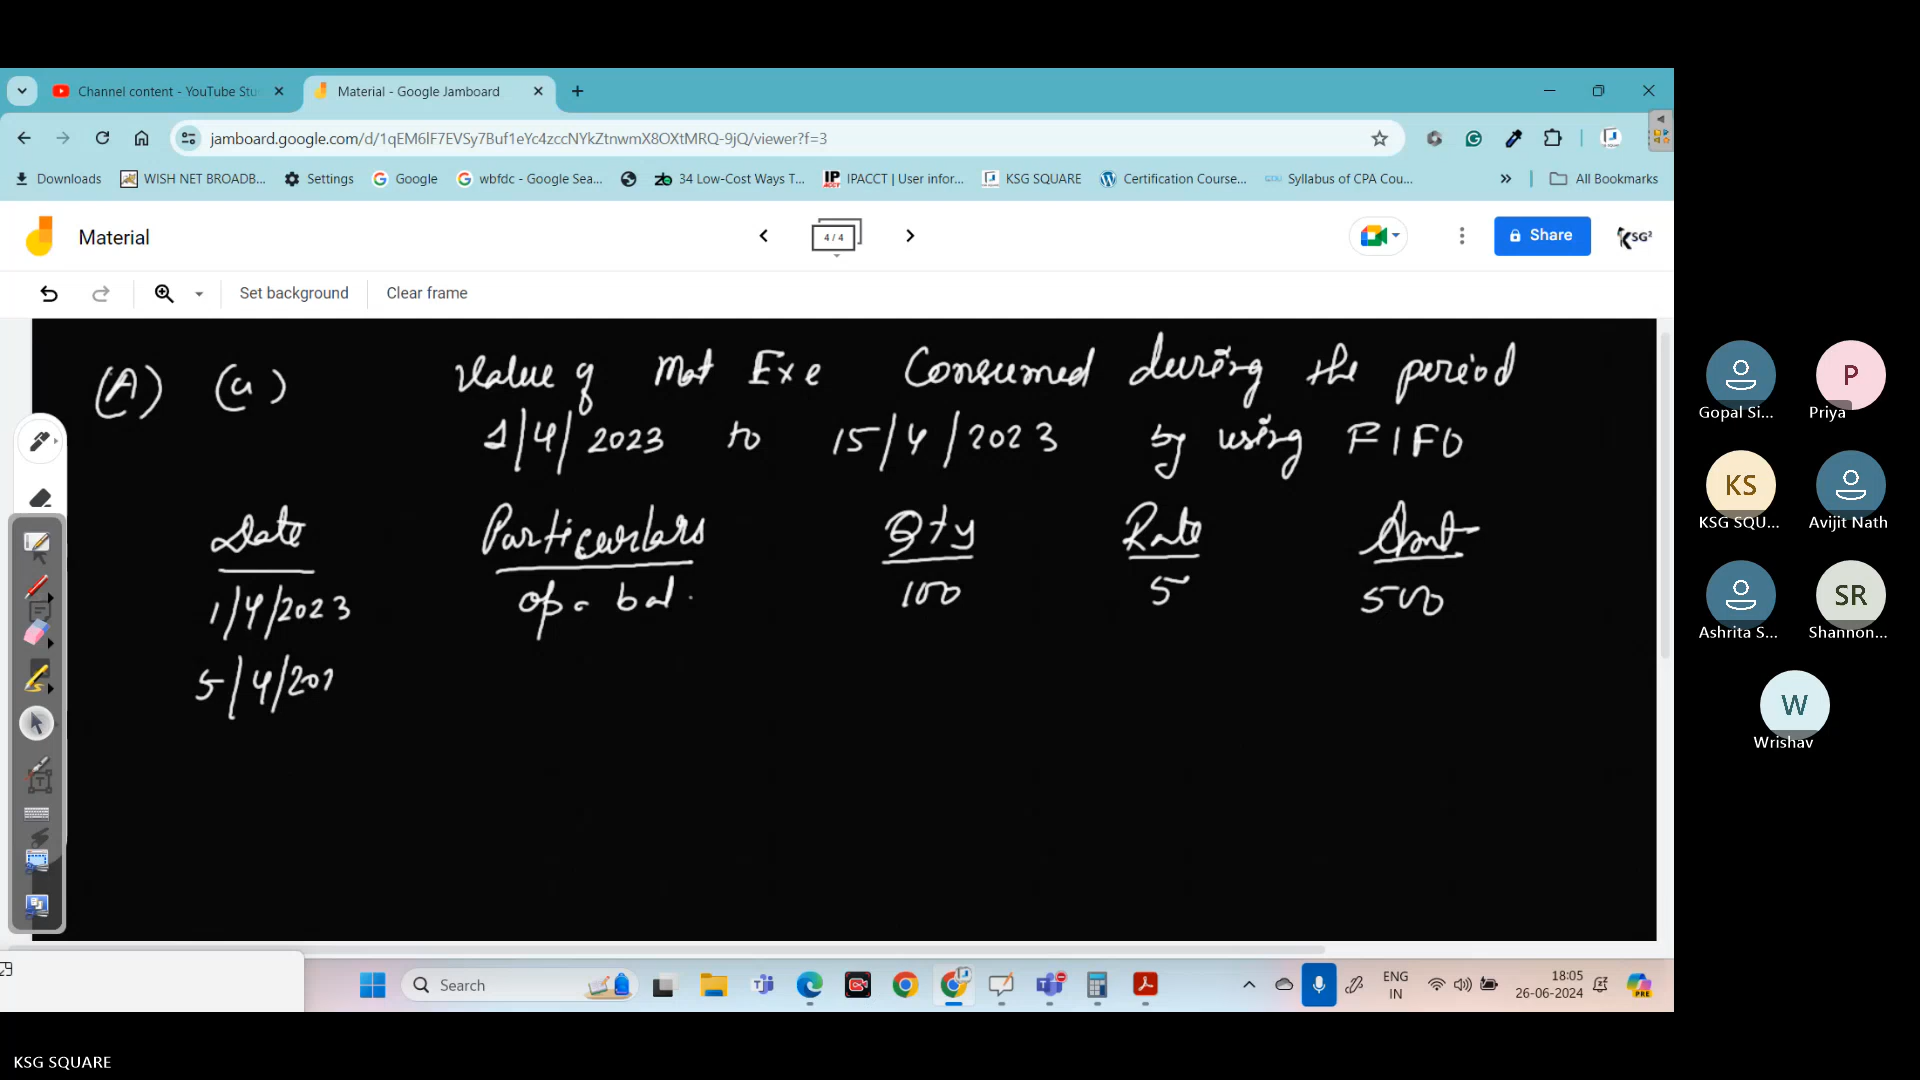 Channel content - YouTube Stu
Material - Google Jamboard
jamboard.google.com/d/1qEM6lF7EVSy7Buf1eYc4zccNYkZtnwmX8OXtMRQ-9jQ/viewer?f=3
Downloads WISH NET BROADB... Settings Google wbfdc - Google Sea... 34 Low-Cost Ways T... IPACCT | User infor... KSG SQUARE Certification Course... Syllabus of CPA Cou... » All Bookmarks
Material 4 / 4 Share KSG²
Set background Clear frame
(A) (a) Value of Mat Exe Consumed during the period
1/4/2023 to 15/4/2023 by using FIFO
Date Particulars Qty Rate Amt
1/4/2023 op. bal. 100 5 500
5/4/202
Gopal Si... P Priya
KS KSG SQU... Avijit Nath
Ashrita S... SR Shannon...
W Wrishav
Search ENG IN 18:05 26-06-2024 PRE
KSG SQUARE